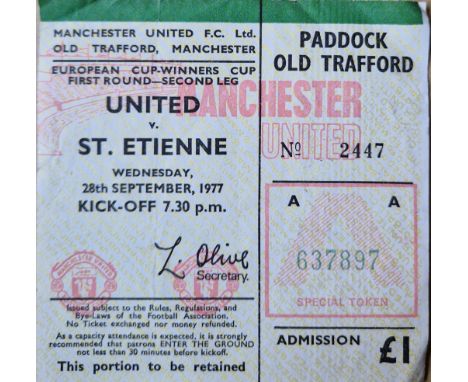 MANCHESTER UNITED F.C. Ltd.
OLD TRAFFORD, MANCHESTER
EUROPEAN CUP-WINNERS CUP
FIRST ROUND—SECOND LEG
UNITED
v.
ST. ETIENNE
WEDNESDAY,
28th SEPTEMBER, 1977
KICK-OFF 7.30 p.m.
L. Olive
Secretary.
Issued subject to the Rules, Regulations, and
Bye-Laws of the Football Association.
No Ticket exchanged nor money refunded.
As a capacity attendance is expected, it is strongly
recommended that patrons ENTER THE GROUND
not less than 30 minutes before kickoff.
This portion to be retained
PADDOCK
OLD TRAFFORD
MANCHESTER
UNITED
No 2447
A A
637897
SPECIAL TOKEN
ADMISSION £1